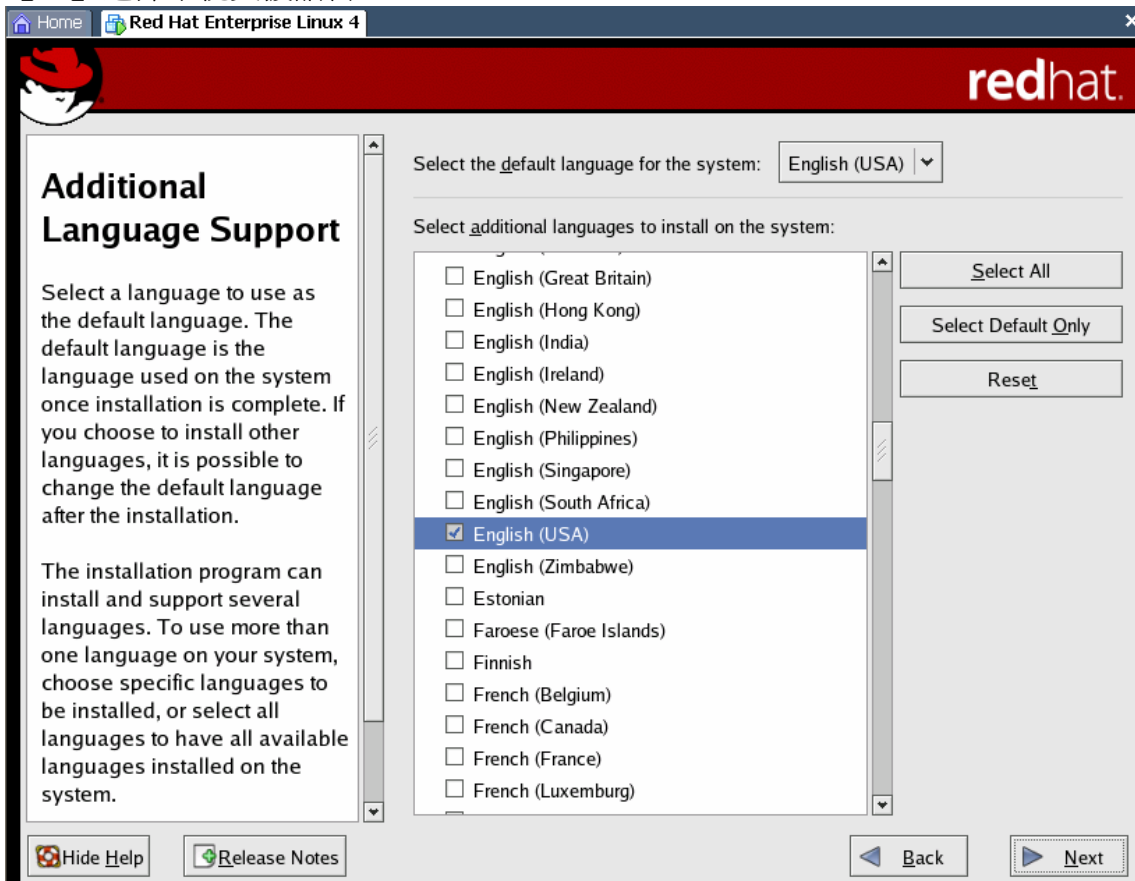 Home
Red Hat Enterprise Linux 4
redhat.
Additional
Language Support
Select a language to use as
the default language. The
default language is the
language used on the system
once installation is complete. If
you choose to install other
languages, it is possible to
change the default language
after the installation.
The installation program can
install and support several
languages. To use more than
one language on your system,
choose specific languages to
be installed, or select all
languages to have all available
languages installed on the
system.
Select the default language for the system:
English (USA)
Select additional languages to install on the system:
English (Great Britain)
English (Hong Kong)
English (India)
English (Ireland)
English (New Zealand)
English (Philippines)
English (Singapore)
English (South Africa)
English (USA)
English (Zimbabwe)
Estonian
Faroese (Faroe Islands)
Finnish
French (Belgium)
French (Canada)
French (France)
French (Luxemburg)
Select All
Select Default Only
Reset
Hide Help
Release Notes
Back
Next